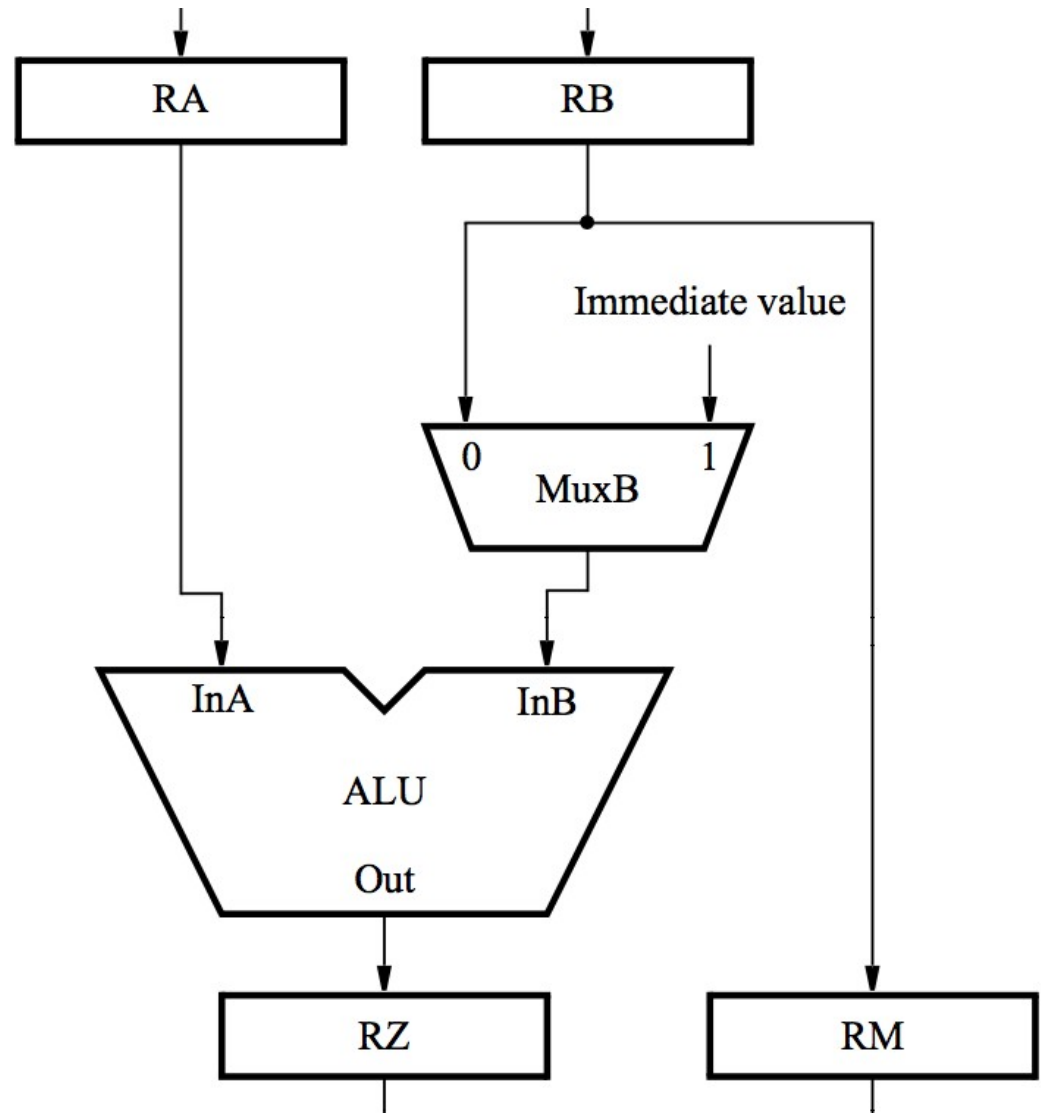 RA
RB
Immediate value
0
1
MuxB
InA
InB
ALU
Out
RZ
RM